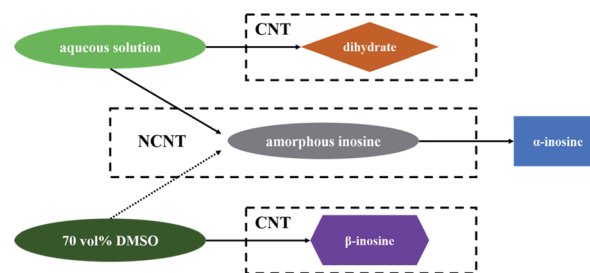 CNT
aqueous solution
dihydrate
NCNT
amorphous inosine
α-inosine
CNT
70 vol% DMSO
β-inosine